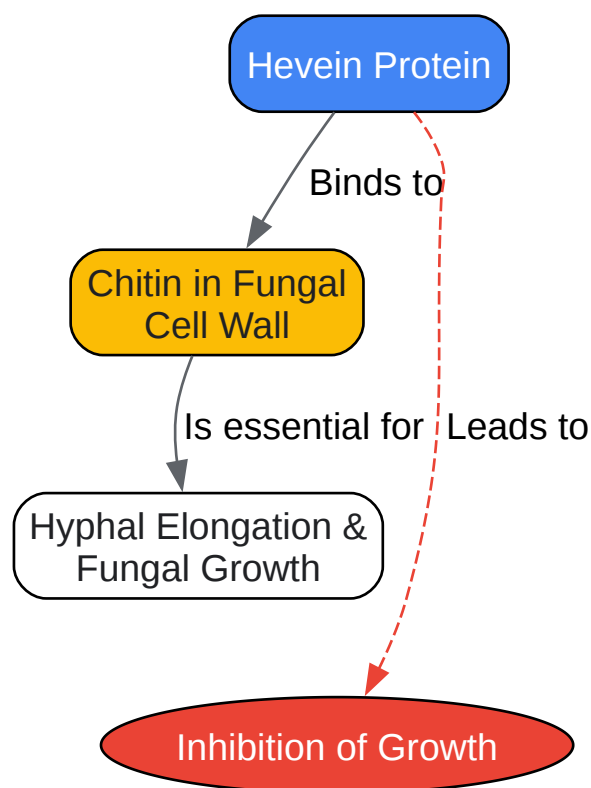 Hevein Protein
Binds to
Chitin in Fungal
Cell Wall
Is essential for
Leads to
Hyphal Elongation &
Fungal Growth
Inhibition of Growth